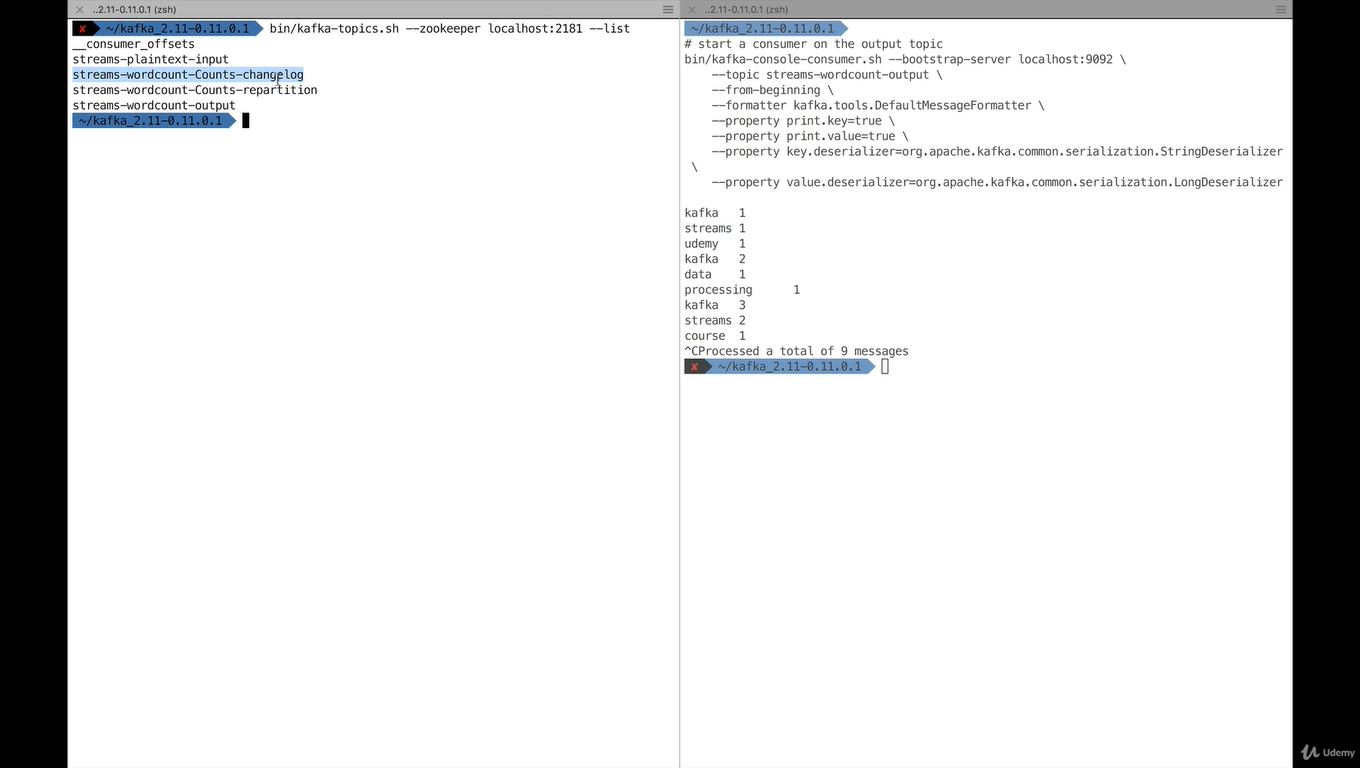 ..2.11-0.11.0.1 (zsh)
✘ ~/kafka_2.11-0.11.0.1 bin/kafka-topics.sh --zookeeper localhost:2181 --list
__consumer_offsets
streams-plaintext-input
streams-wordcount-Counts-changelog
streams-wordcount-Counts-repartition
streams-wordcount-output
~/kafka_2.11-0.11.0.1
..2.11-0.11.0.1 (zsh)
~/kafka_2.11-0.11.0.1
# start a consumer on the output topic
bin/kafka-console-consumer.sh --bootstrap-server localhost:9092 \
    --topic streams-wordcount-output \
    --from-beginning \
    --formatter kafka.tools.DefaultMessageFormatter \
    --property print.key=true \
    --property print.value=true \
    --property key.deserializer=org.apache.kafka.common.serialization.StringDeserializer
\
    --property value.deserializer=org.apache.kafka.common.serialization.LongDeserializer
kafka 1
streams 1
udemy 1
kafka 2
data 1
processing 1
kafka 3
streams 2
course 1
^CProcessed a total of 9 messages
✘ ~/kafka_2.11-0.11.0.1
Udemy